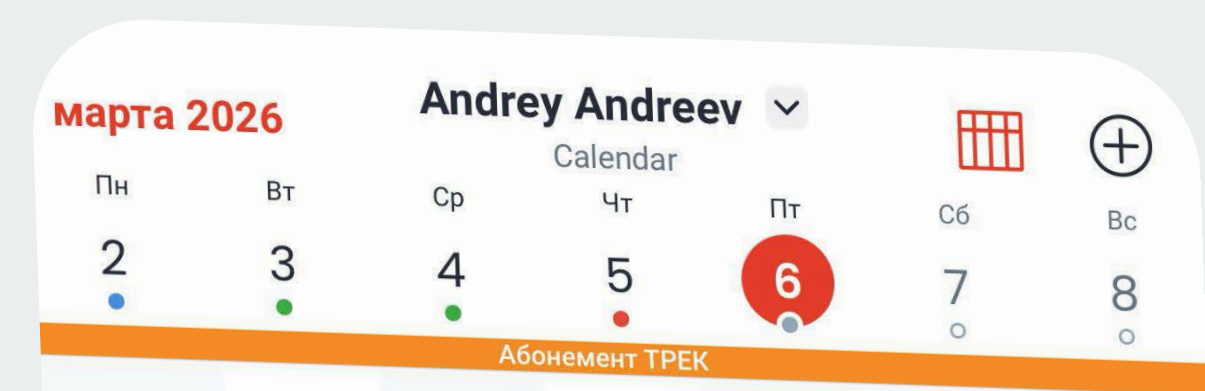 марта 2026
Andrey Andreev
Calendar
Пн Вт Ср Чт Пт Сб Вс
2 3 4 5 6 7 8
Абонемент ТРЕК